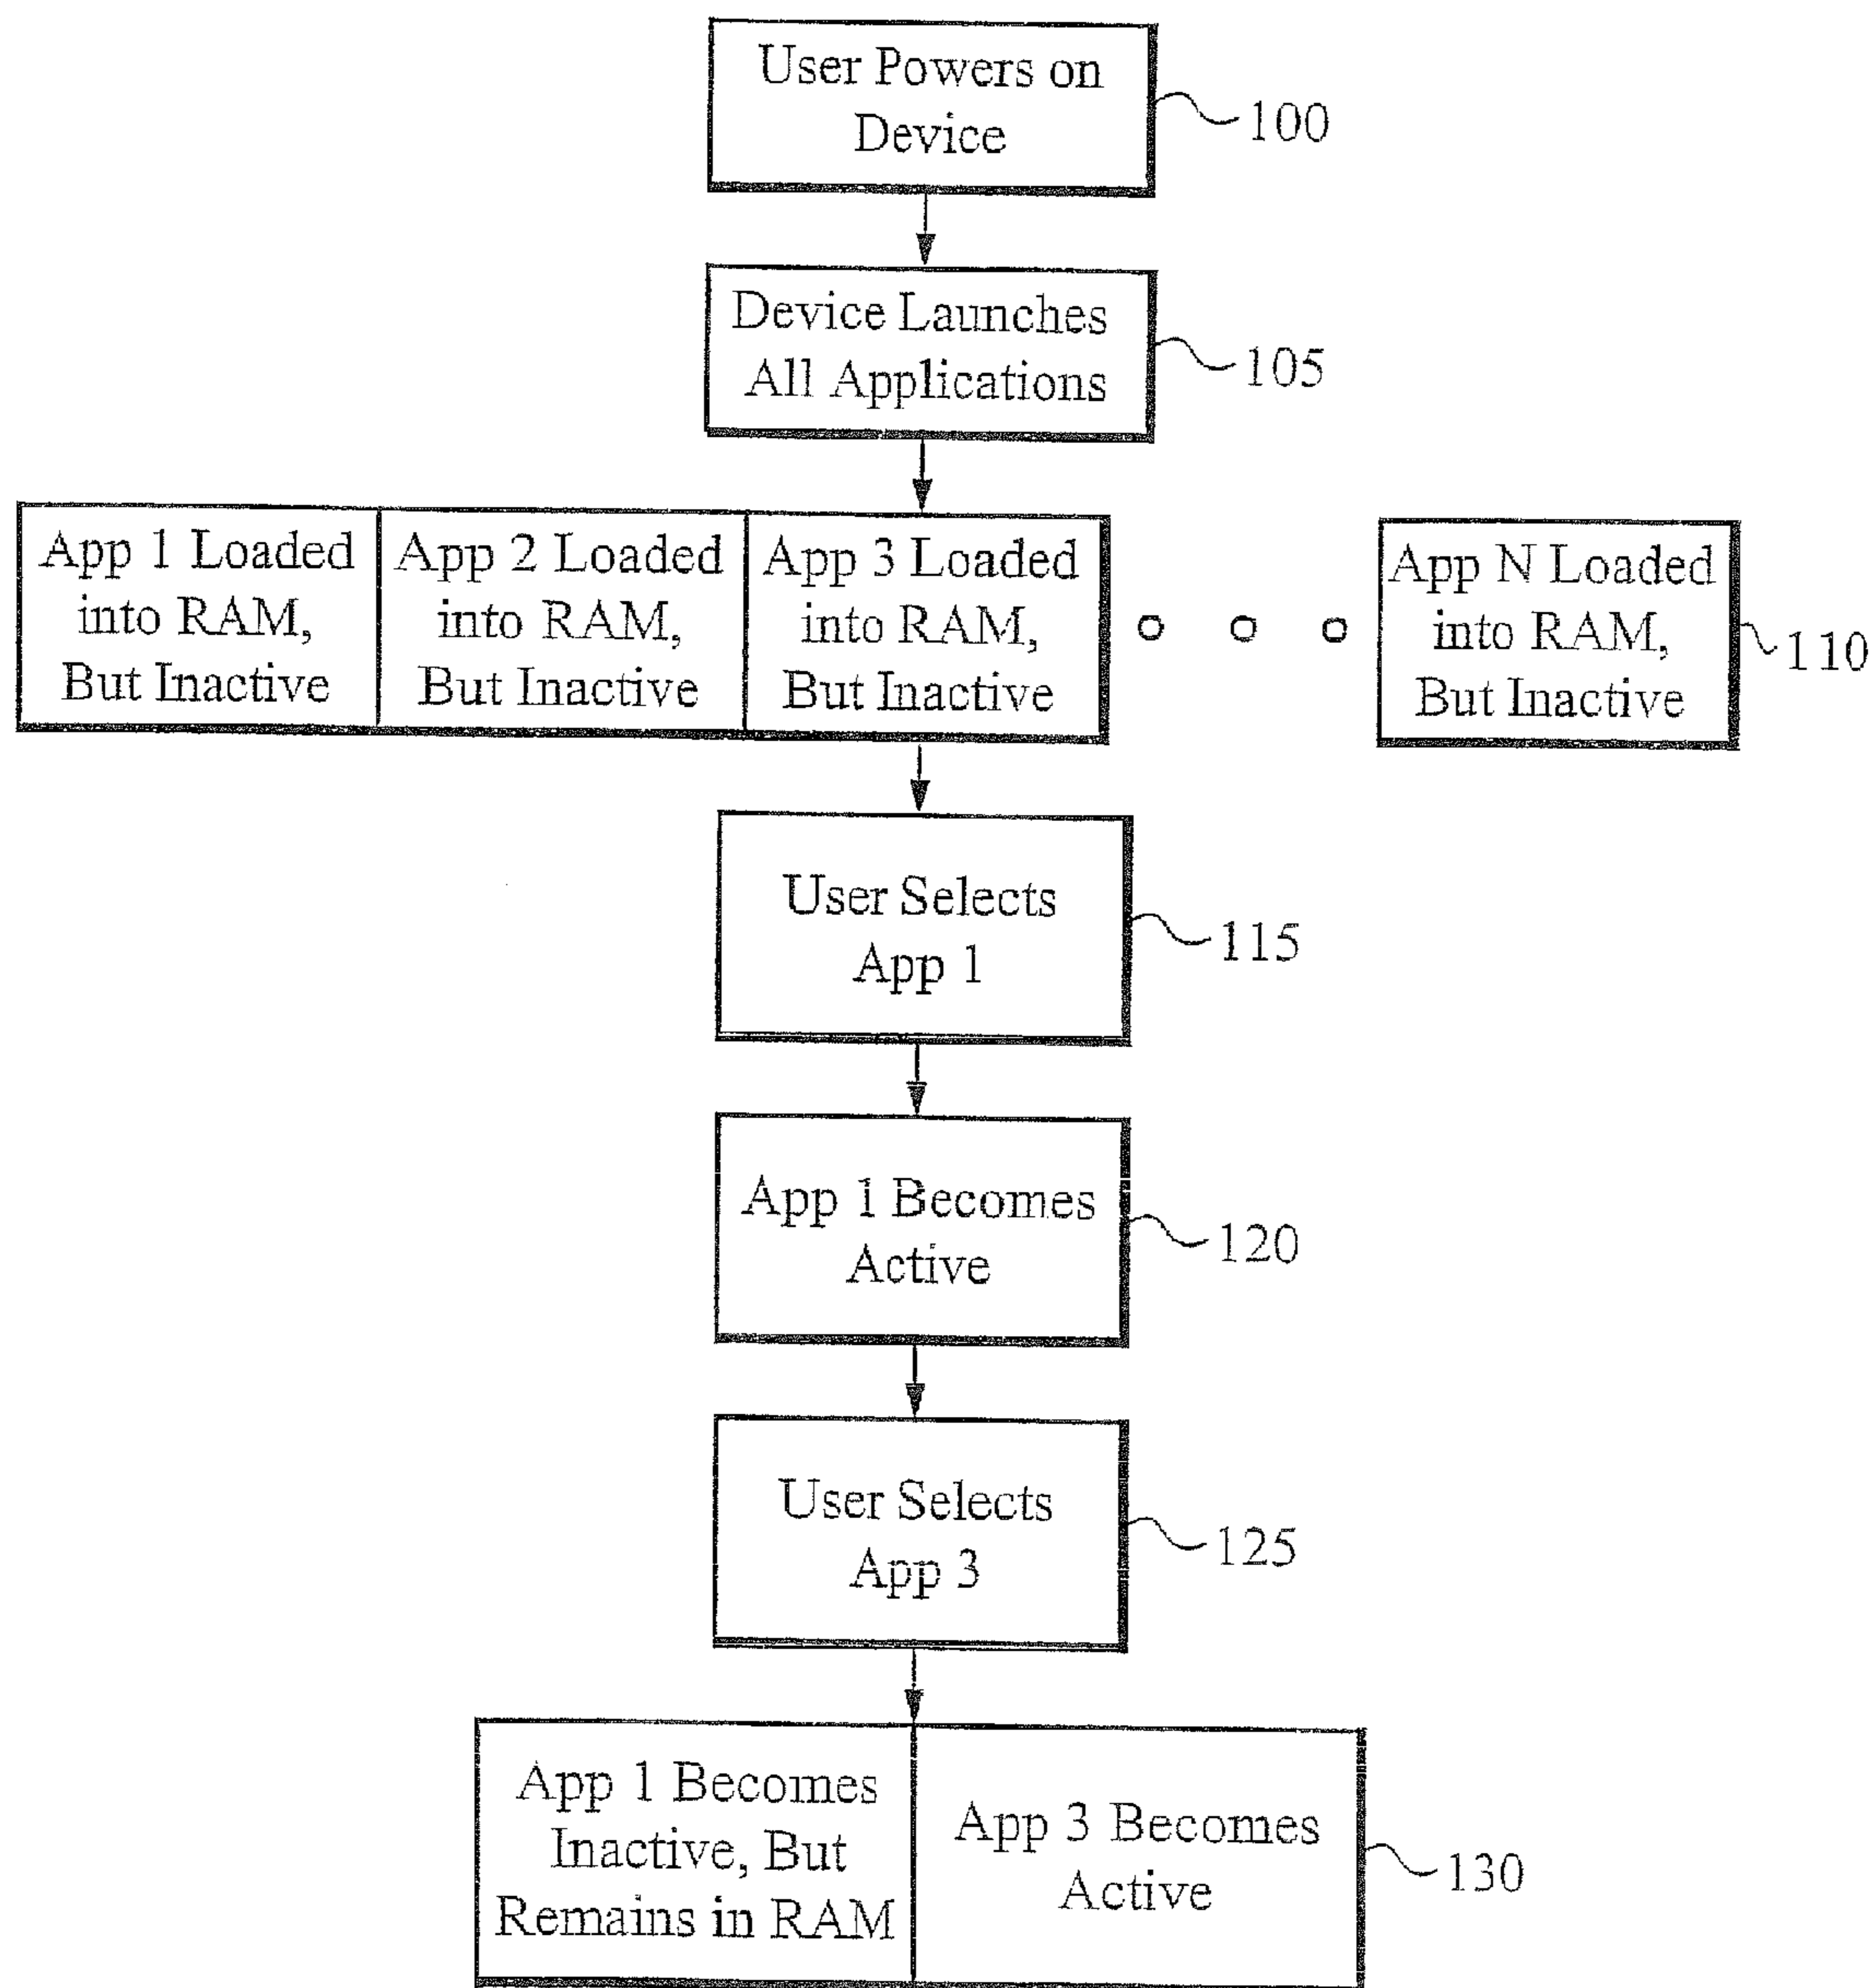 User Powers on
Device
100
Device Launches
All Applications
105
App 1 Loaded
into RAM,
But Inactive
App 2 Loaded
into RAM,
But Inactive
App 3 Loaded
into RAM,
But Inactive
App N Loaded
into RAM,
But Inactive
110
User Selects
App 1
115
App 1 Becomes
Active
120
User Selects
App 3
125
App 1 Becomes
Inactive, But
Remains in RAM
App 3 Becomes
Active
130